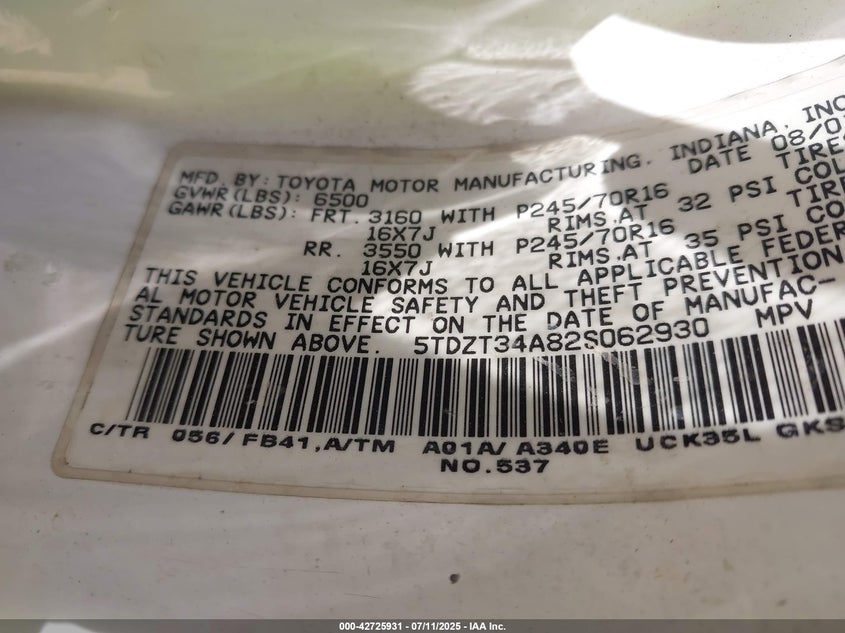 MFD. BY: TOYOTA MOTOR MANUFACTURING, INDIANA, INC
GVWR(LBS): 6500 DATE 08/01
GAWR(LBS): FRT. 3160 WITH P245/70R16 TIRES
16X7J RIMS.AT 32 PSI COL
RR. 3550 WITH P245/70R16 TIRE
16X7J RIMS.AT 35 PSI CO
THIS VEHICLE CONFORMS TO ALL APPLICABLE FEDER
AL MOTOR VEHICLE SAFETY AND THEFT PREVENTION
STANDARDS IN EFFECT ON THE DATE OF MANUFAC-
TURE SHOWN ABOVE. 5TDZT34A82S062930 MPV
C/TR 056/ FB41,A/TM A01A/ A340E UCK35L GKS
NO.537
000-42725931 - 07/11/2025 - IAA Inc.